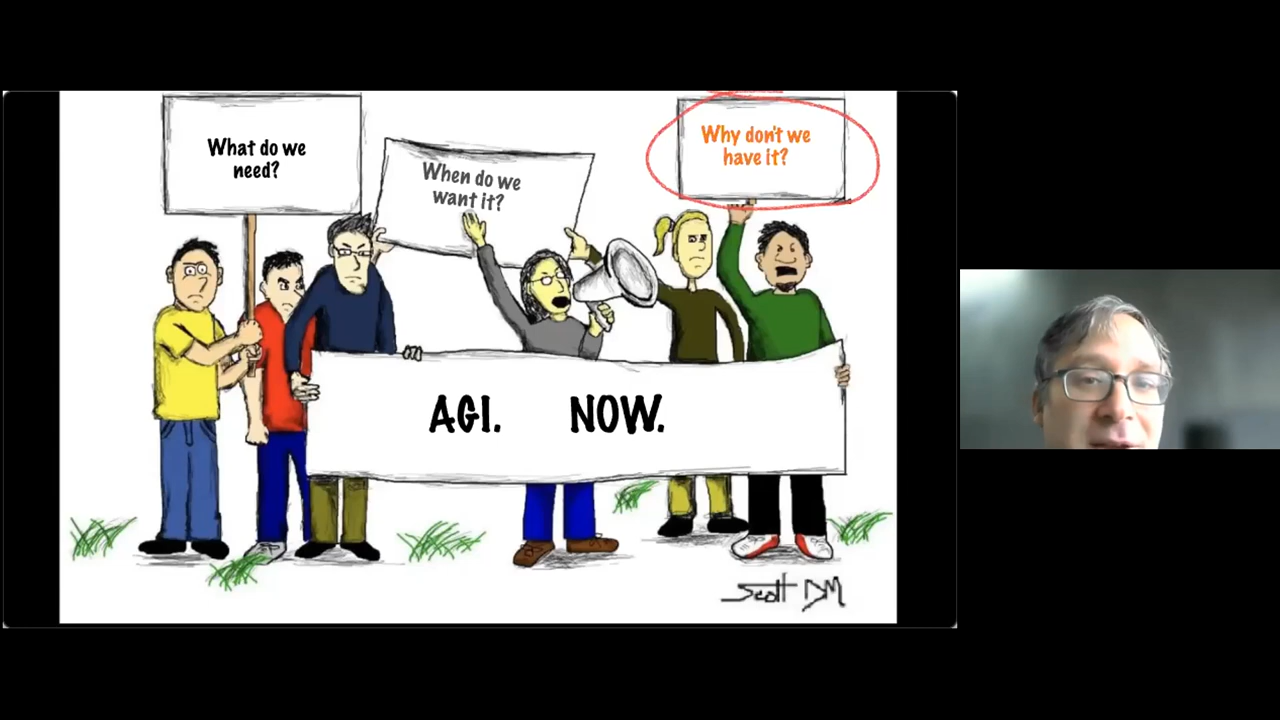 What do we
need?
When do we
want it?
Why don't we
have it?
AGI. NOW.
Scott DM